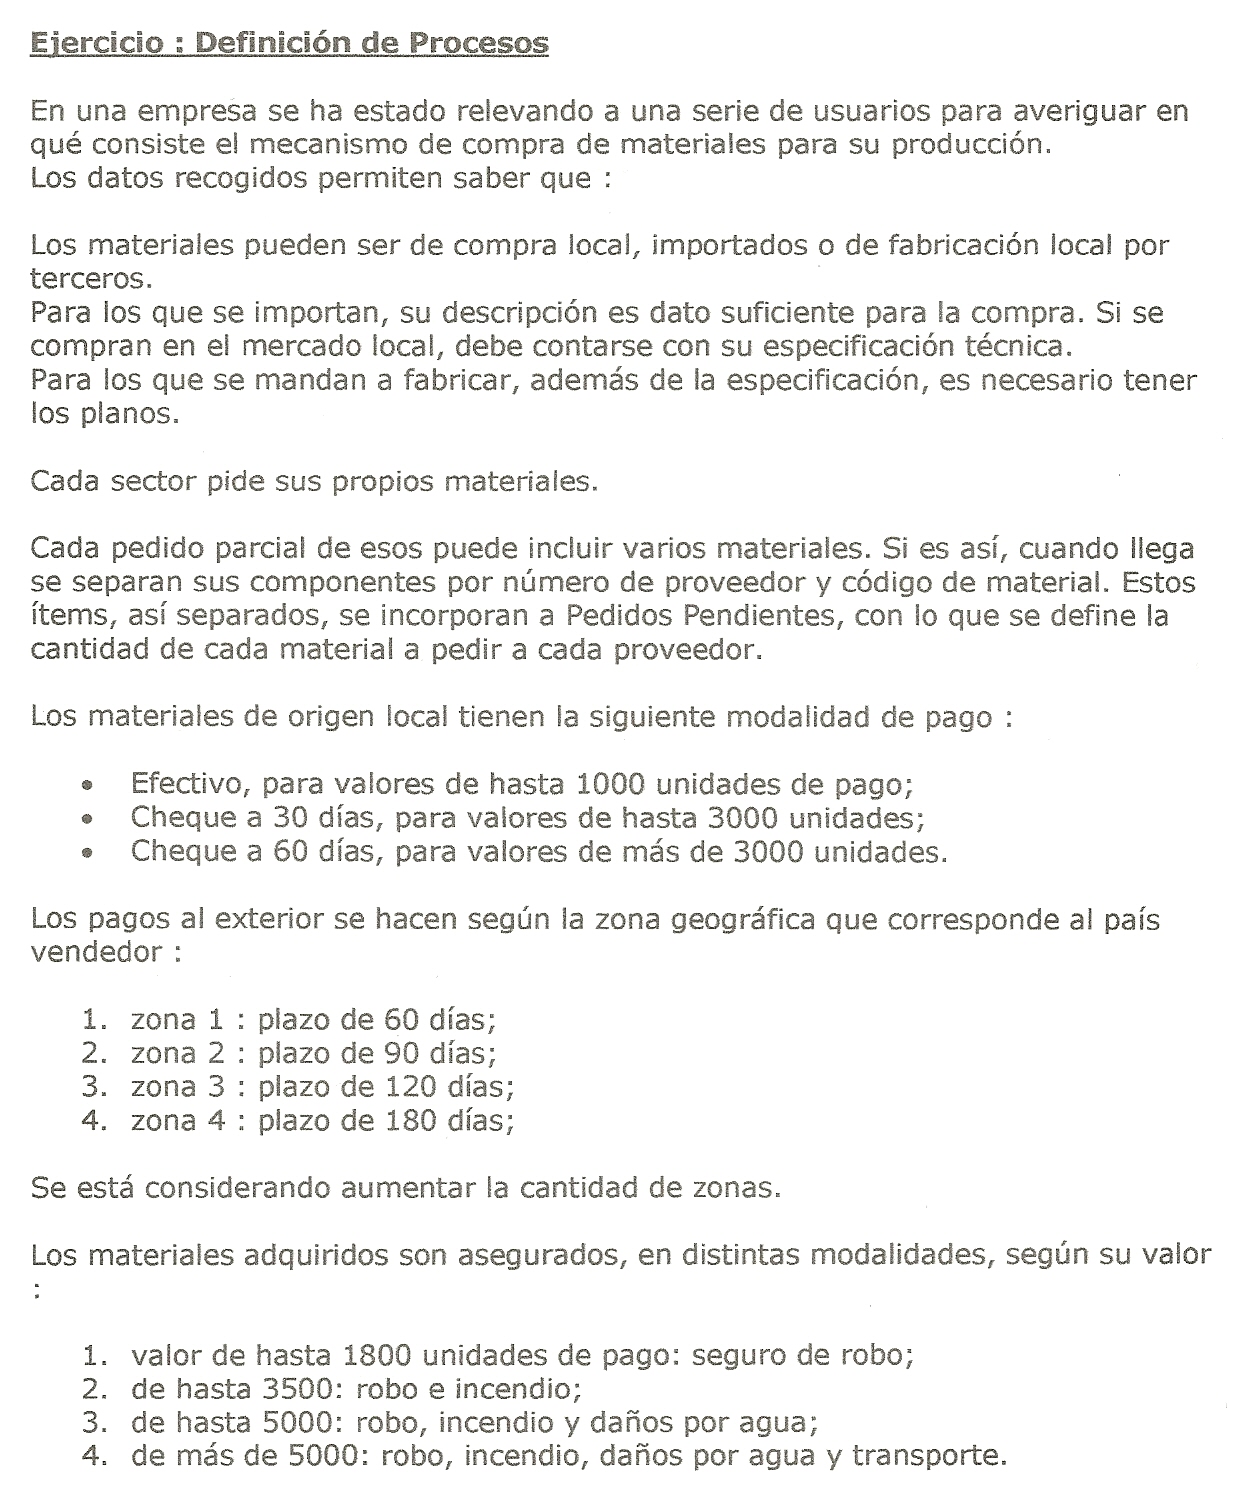 Ejercicio : Definición de Procesos
En una empresa se ha estado relevando a una serie de usuarios para averiguar en
qué consiste el mecanismo de compra de materiales para su producción.
Los datos recogidos permiten saber que :
Los materiales pueden ser de compra local, importados o de fabricación local por
terceros.
Para los que se importan, su descripción es dato suficiente para la compra. Si se
compran en el mercado local, debe contarse con su especificación técnica.
Para los que se mandan a fabricar, además de la especificación, es necesario tener
los planos.
Cada sector pide sus propios materiales.
Cada pedido parcial de esos puede incluir varios materiales. Si es así, cuando llega
se separan sus componentes por número de proveedor y código de material. Estos
ítems, así separados, se incorporan a Pedidos Pendientes, con lo que se define la
cantidad de cada material a pedir a cada proveedor.
Los materiales de origen local tienen la siguiente modalidad de pago :
• Efectivo, para valores de hasta 1000 unidades de pago;
• Cheque a 30 días, para valores de hasta 3000 unidades;
• Cheque a 60 días, para valores de más de 3000 unidades.
Los pagos al exterior se hacen según la zona geográfica que corresponde al país
vendedor :
1. zona 1 : plazo de 60 días;
2. zona 2 : plazo de 90 días;
3. zona 3 : plazo de 120 días;
4. zona 4 : plazo de 180 días;
Se está considerando aumentar la cantidad de zonas.
Los materiales adquiridos son asegurados, en distintas modalidades, según su valor
:
1. valor de hasta 1800 unidades de pago: seguro de robo;
2. de hasta 3500: robo e incendio;
3. de hasta 5000: robo, incendio y daños por agua;
4. de más de 5000: robo, incendio, daños por agua y transporte.